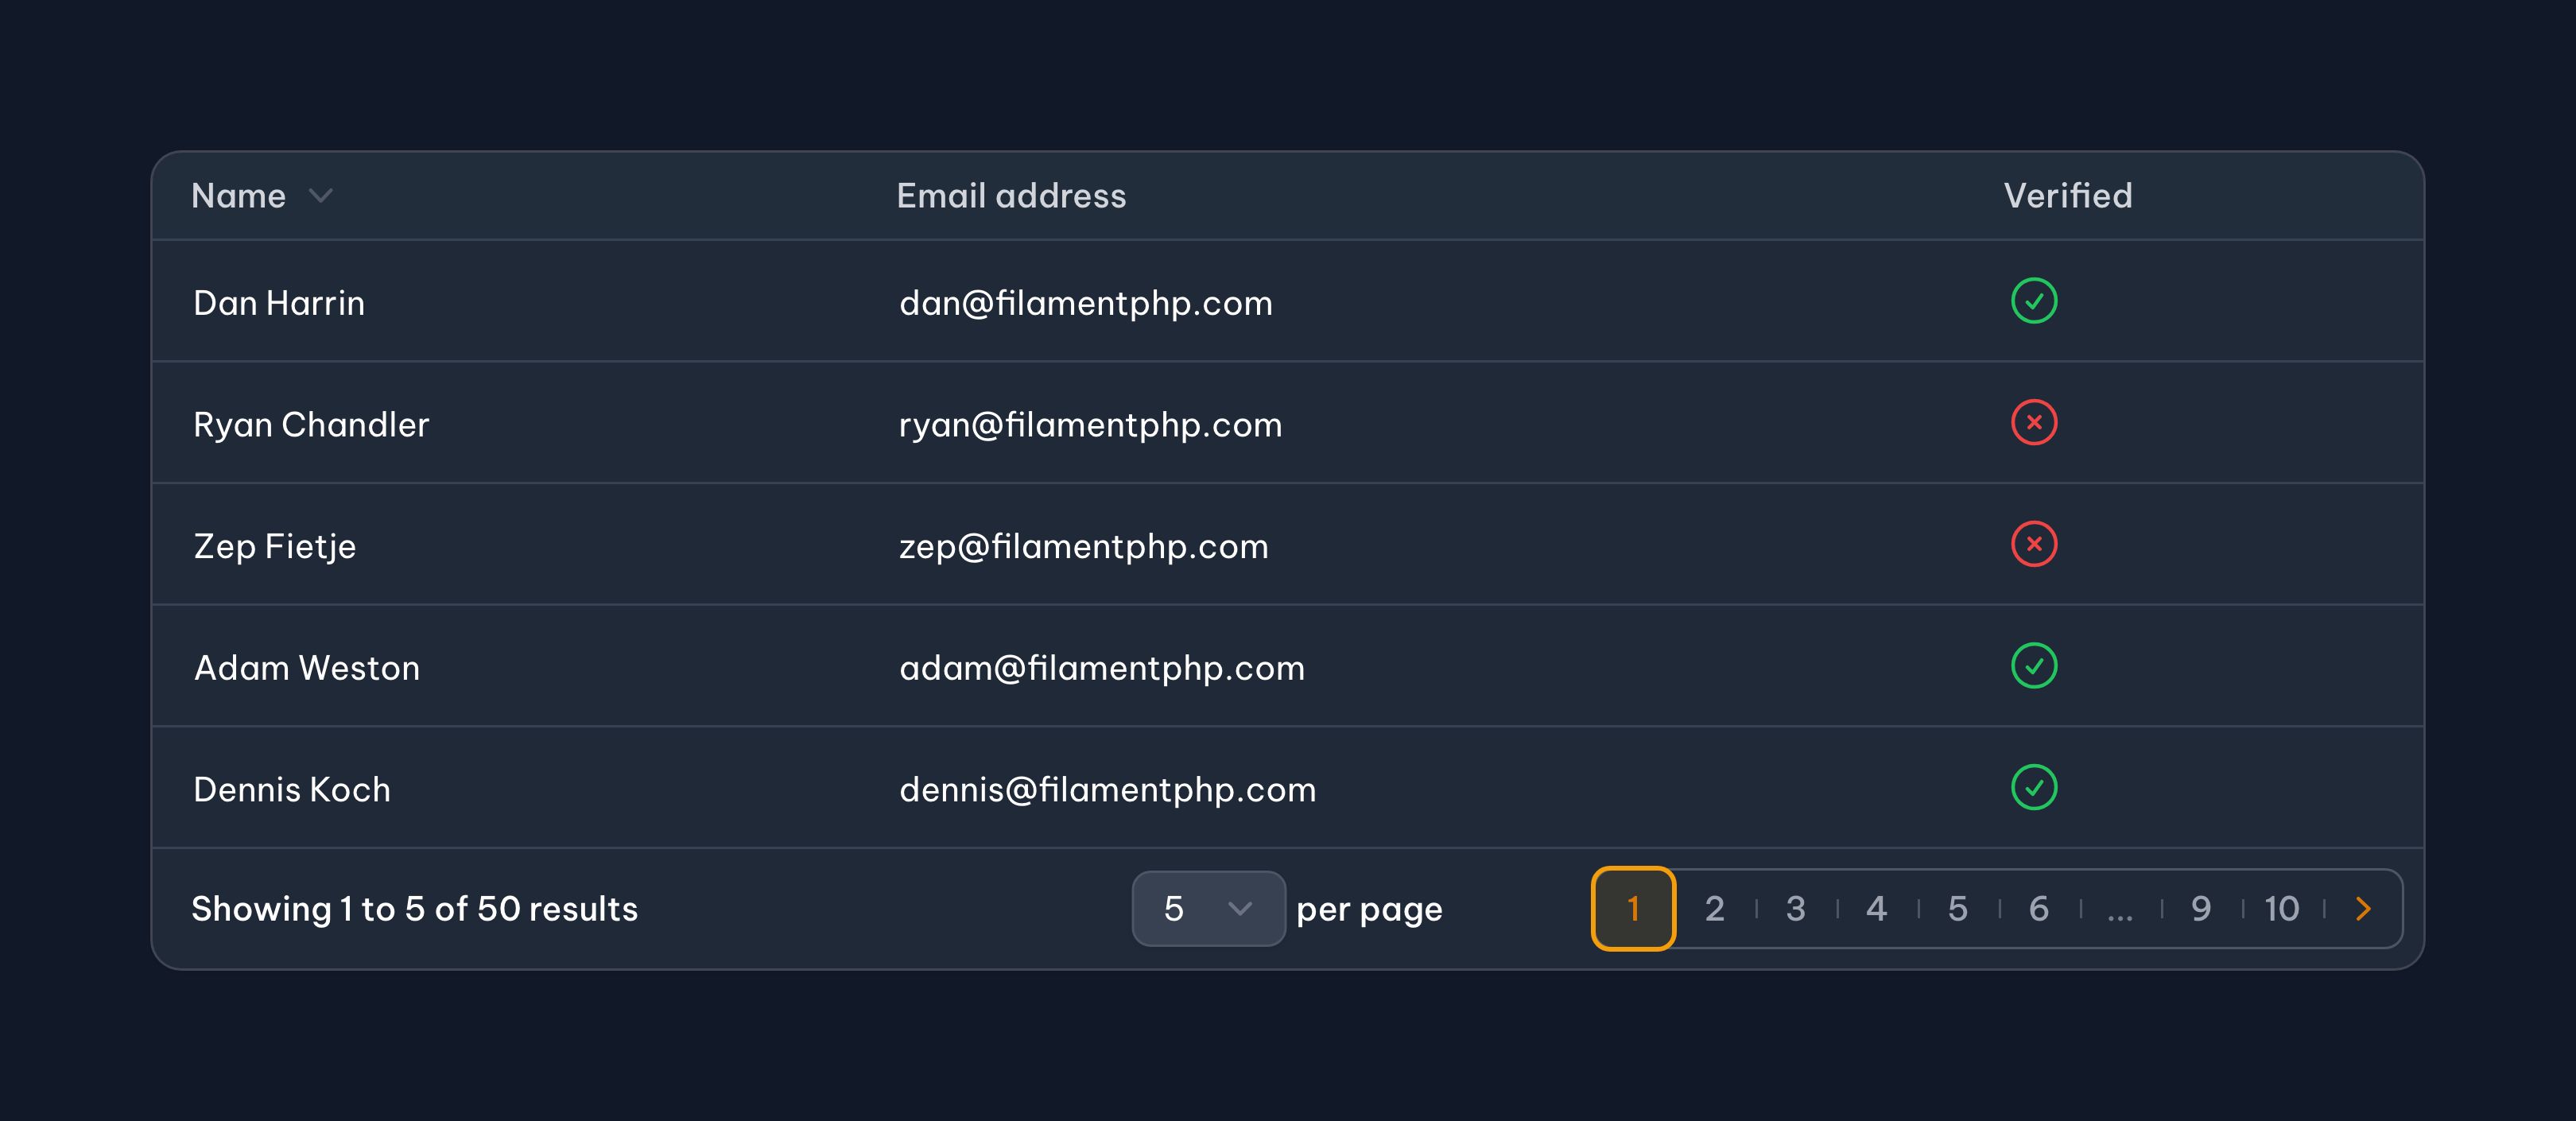 Name Email address Verified
Dan Harrin dan@filamentphp.com
Ryan Chandler ryan@filamentphp.com
Zep Fietje zep@filamentphp.com
Adam Weston adam@filamentphp.com
Dennis Koch dennis@filamentphp.com
Showing 1 to 5 of 50 results 5 per page 1 2 3 4 5 6 ... 9 10